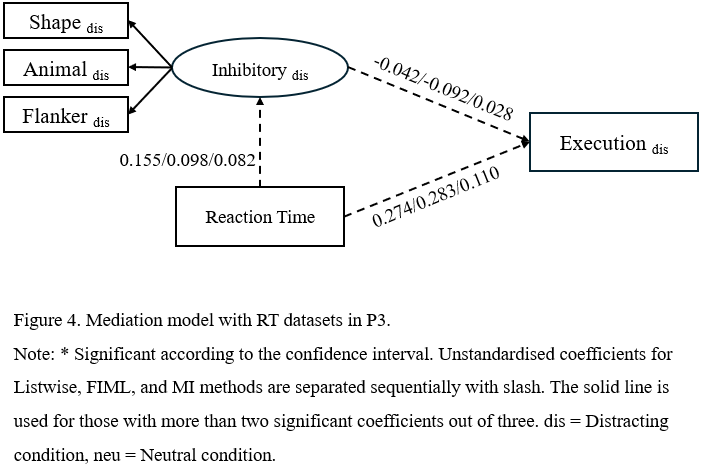 Shape dis
Animal dis
Flanker dis
Inhibitory dis
-0.042/-0.092/0.028
Execution dis
0.155/0.098/0.082
Reaction Time
0.274/0.283/0.110
Figure 4. Mediation model with RT datasets in P3.
Note: * Significant according to the confidence interval. Unstandardised coefficients for
Listwise, FIML, and MI methods are separated sequentially with slash. The solid line is
used for those with more than two significant coefficients out of three. dis = Distracting
condition, neu = Neutral condition.